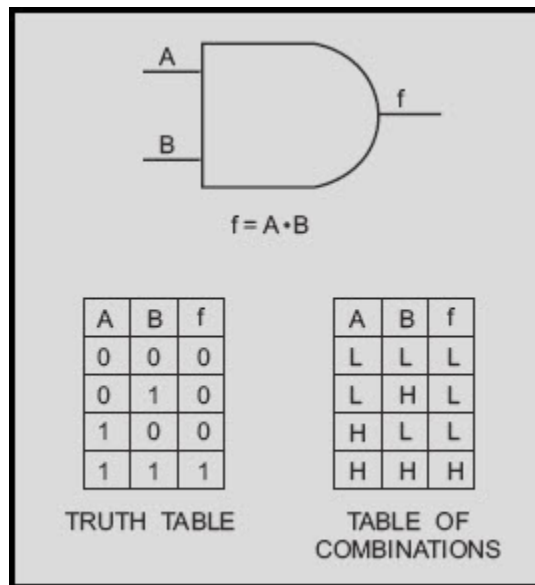 A
f
B
f = A•B
A B f
0 0 0
0 1 0
1 0 0
1 1 1
TRUTH TABLE
A B f
L L L
L H L
H L L
H H H
TABLE OF
COMBINATIONS